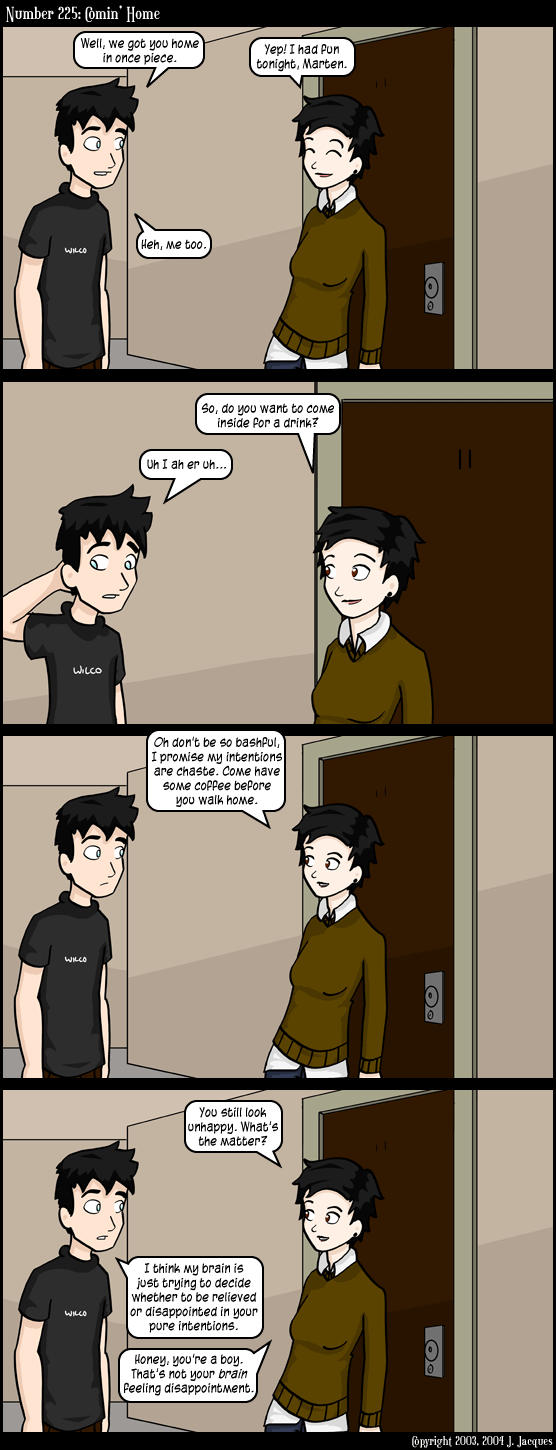 Number 225: Comin' Home
Well, we got you home
in once piece.
Yep! I had fun
tonight, Marten.
Heh, me too.
WILCO
So, do you want to come
inside for a drink?
Uh I ah er uh...
WILCO
Oh don't be so bashful,
I promise my intentions
are chaste. Come have
some coffee before
you walk home.
WILCO
You still look
unhappy. What's
the matter?
I think my brain is
just trying to decide
whether to be relieved
or disappointed in your
pure intentions.
WILCO
Honey, you're a boy.
That's not your brain
feeling disappointment.
Copyright 2003, 2004 J. Jacques